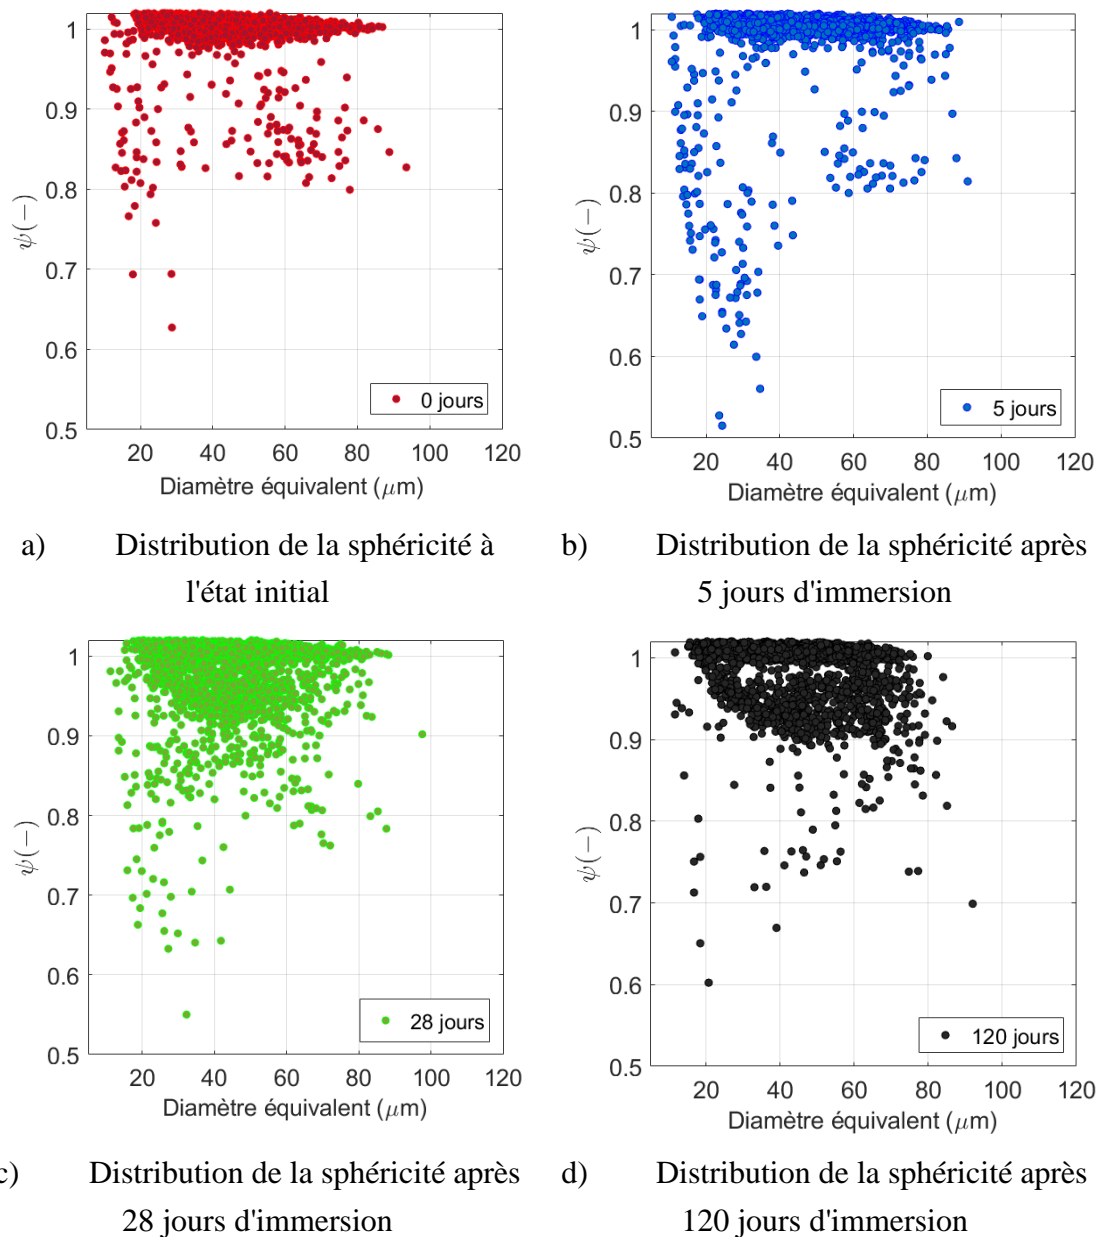 1
0.9
0.8
0.7
0.6
0.5
ψ(−)
20 40 60 80 100 120
Diamètre équivalent (μm)
0 jours
1
0.9
0.8
0.7
0.6
0.5
ψ(−)
20 40 60 80 100 120
Diamètre équivalent (μm)
5 jours
a) Distribution de la sphéricité à
l'état initial
b) Distribution de la sphéricité après
5 jours d'immersion
1
0.9
0.8
0.7
0.6
0.5
ψ(−)
20 40 60 80 100 120
Diamètre équivalent (μm)
28 jours
1
0.9
0.8
0.7
0.6
0.5
ψ(−)
20 40 60 80 100 120
Diamètre équivalent (μm)
120 jours
c) Distribution de la sphéricité après
28 jours d'immersion
d) Distribution de la sphéricité après
120 jours d'immersion